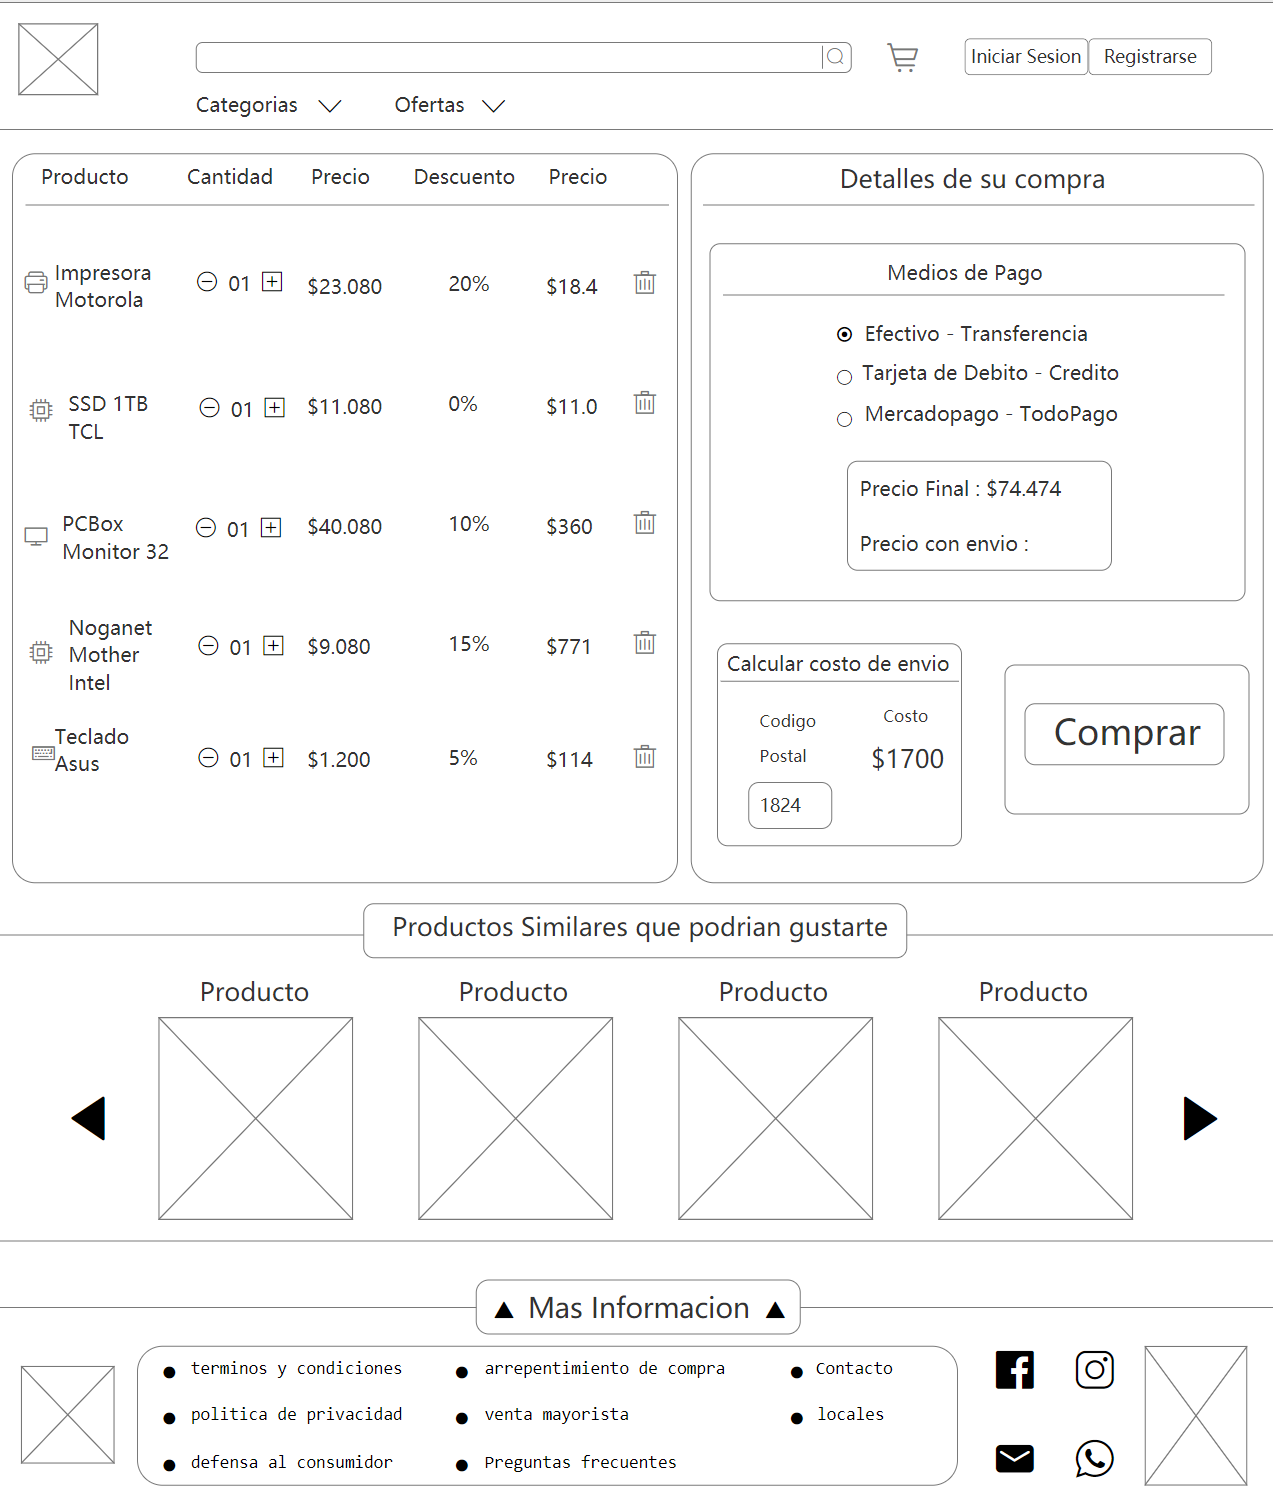 Iniciar Sesion Registrarse
Categorias Ofertas
Producto Cantidad Precio Descuento Precio
Impresora
Motorola
01 $23.080 20% $18.4
SSD 1TB
TCL
01 $11.080 0% $11.0
PCBox
Monitor 32
01 $40.080 10% $360
Noganet
Mother
Intel
01 $9.080 15% $771
Teclado
Asus
01 $1.200 5% $114
Detalles de su compra
Medios de Pago
Efectivo - Transferencia
Tarjeta de Debito - Credito
Mercadopago - TodoPago
Precio Final : $74.474
Precio con envio :
Calcular costo de envio
Codigo
Postal
1824
Costo
$1700
Comprar
Productos Similares que podrian gustarte
Producto Producto Producto Producto
Mas Informacion
terminos y condiciones
politica de privacidad
defensa al consumidor
arrepentimiento de compra
venta mayorista
Preguntas frecuentes
Contacto
locales